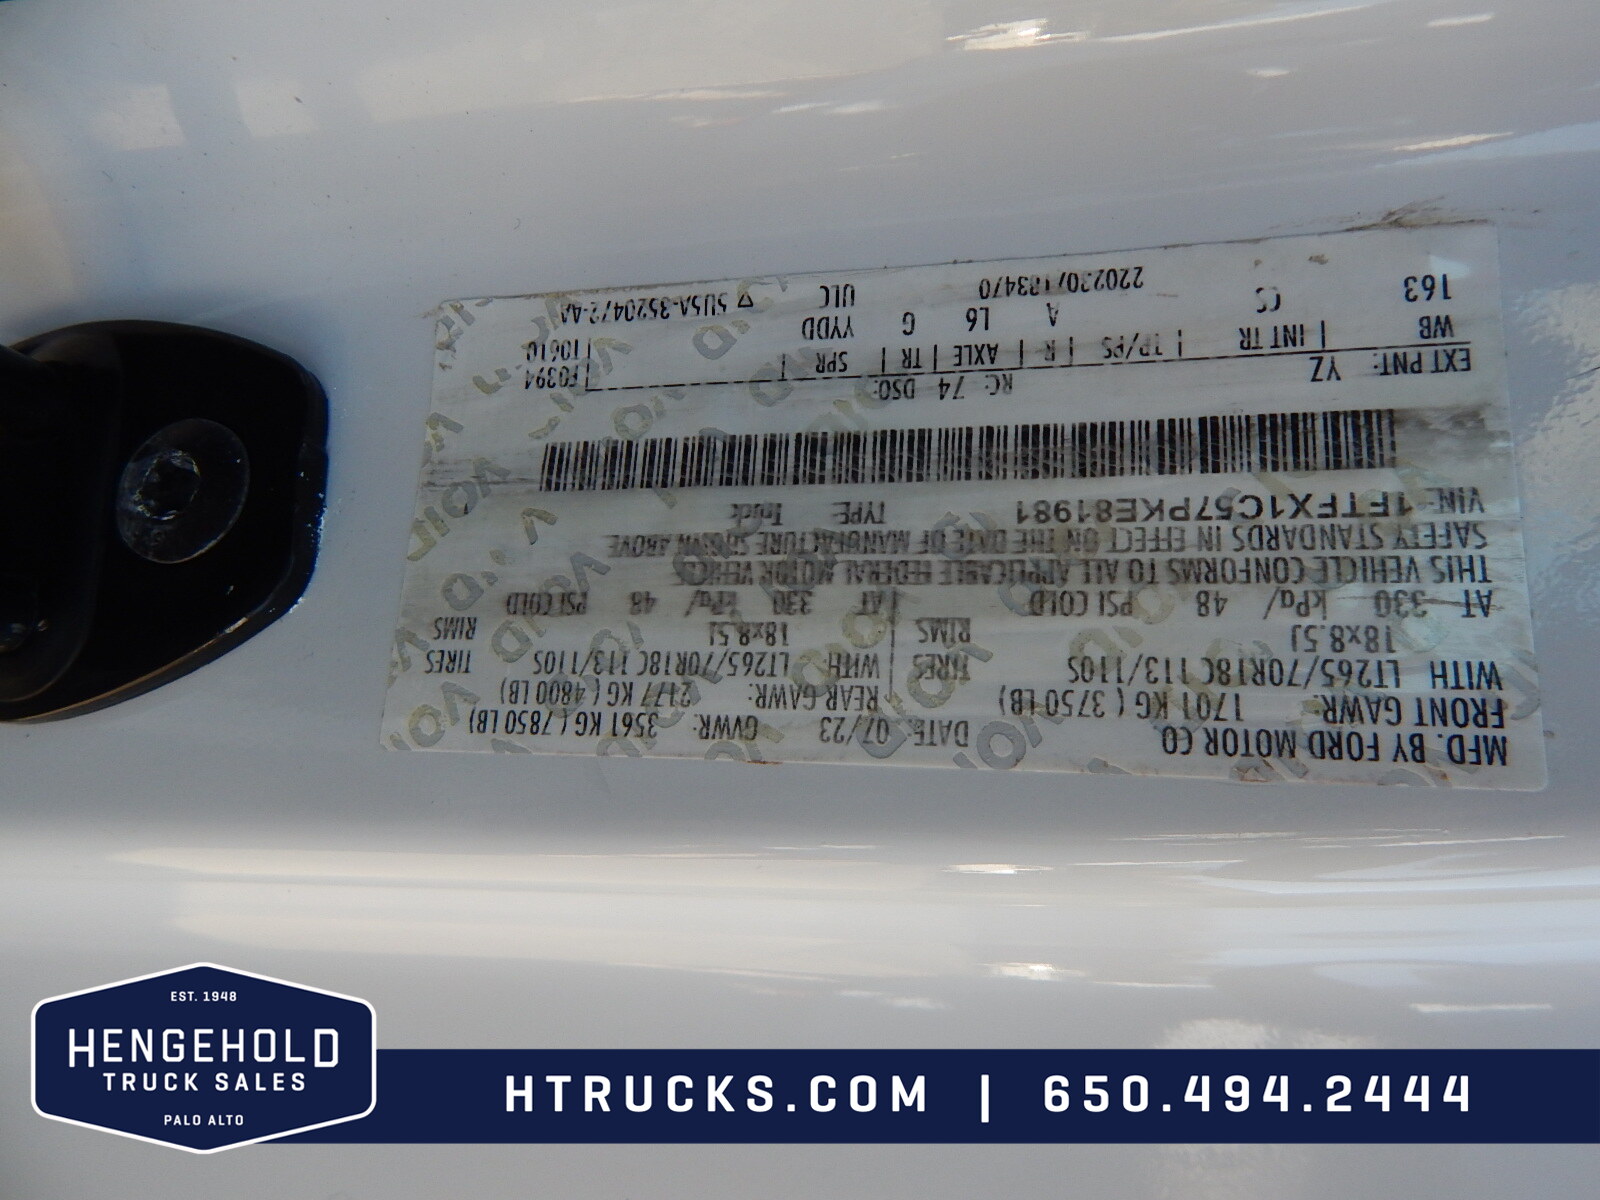 MFD. BY FORD MOTOR CO.
DATE: 07/23 GVWR: 3561 KG ( 7850 LB)
FRONT GAWR: 1701 KG ( 3750 LB) REAR GAWR: 2177 KG ( 4800 LB)
WITH LT265/70R18C 113/110S TIRES WITH LT265/70R18C 113/110S TIRES
18x8.5J RIMS 18x8.5J RIMS
AT 330 kPa/ 48 PSI COLD AT 330 kPa/ 48 PSI COLD
THIS VEHICLE CONFORMS TO ALL APPLICABLE FEDERAL MOTOR VEHICLE
SAFETY STANDARDS IN EFFECT ON THE DATE OF MANUFACTURE SHOWN ABOVE
VIN: 1FTFX1C57PKE81981 TYPE: Truck
RC: 74 DSO: F0394
EXT PNT: YZ 10610
WB | INT TR | TP/PS | R | AXLE | TR | SPR
163 CS A L6 G YYDD
220230/183470 ULC ▽ 5U5A-3520472-AA
EST. 1948
HENGEHOLD
TRUCK SALES
PALO ALTO
HTRUCKS.COM | 650.494.2444